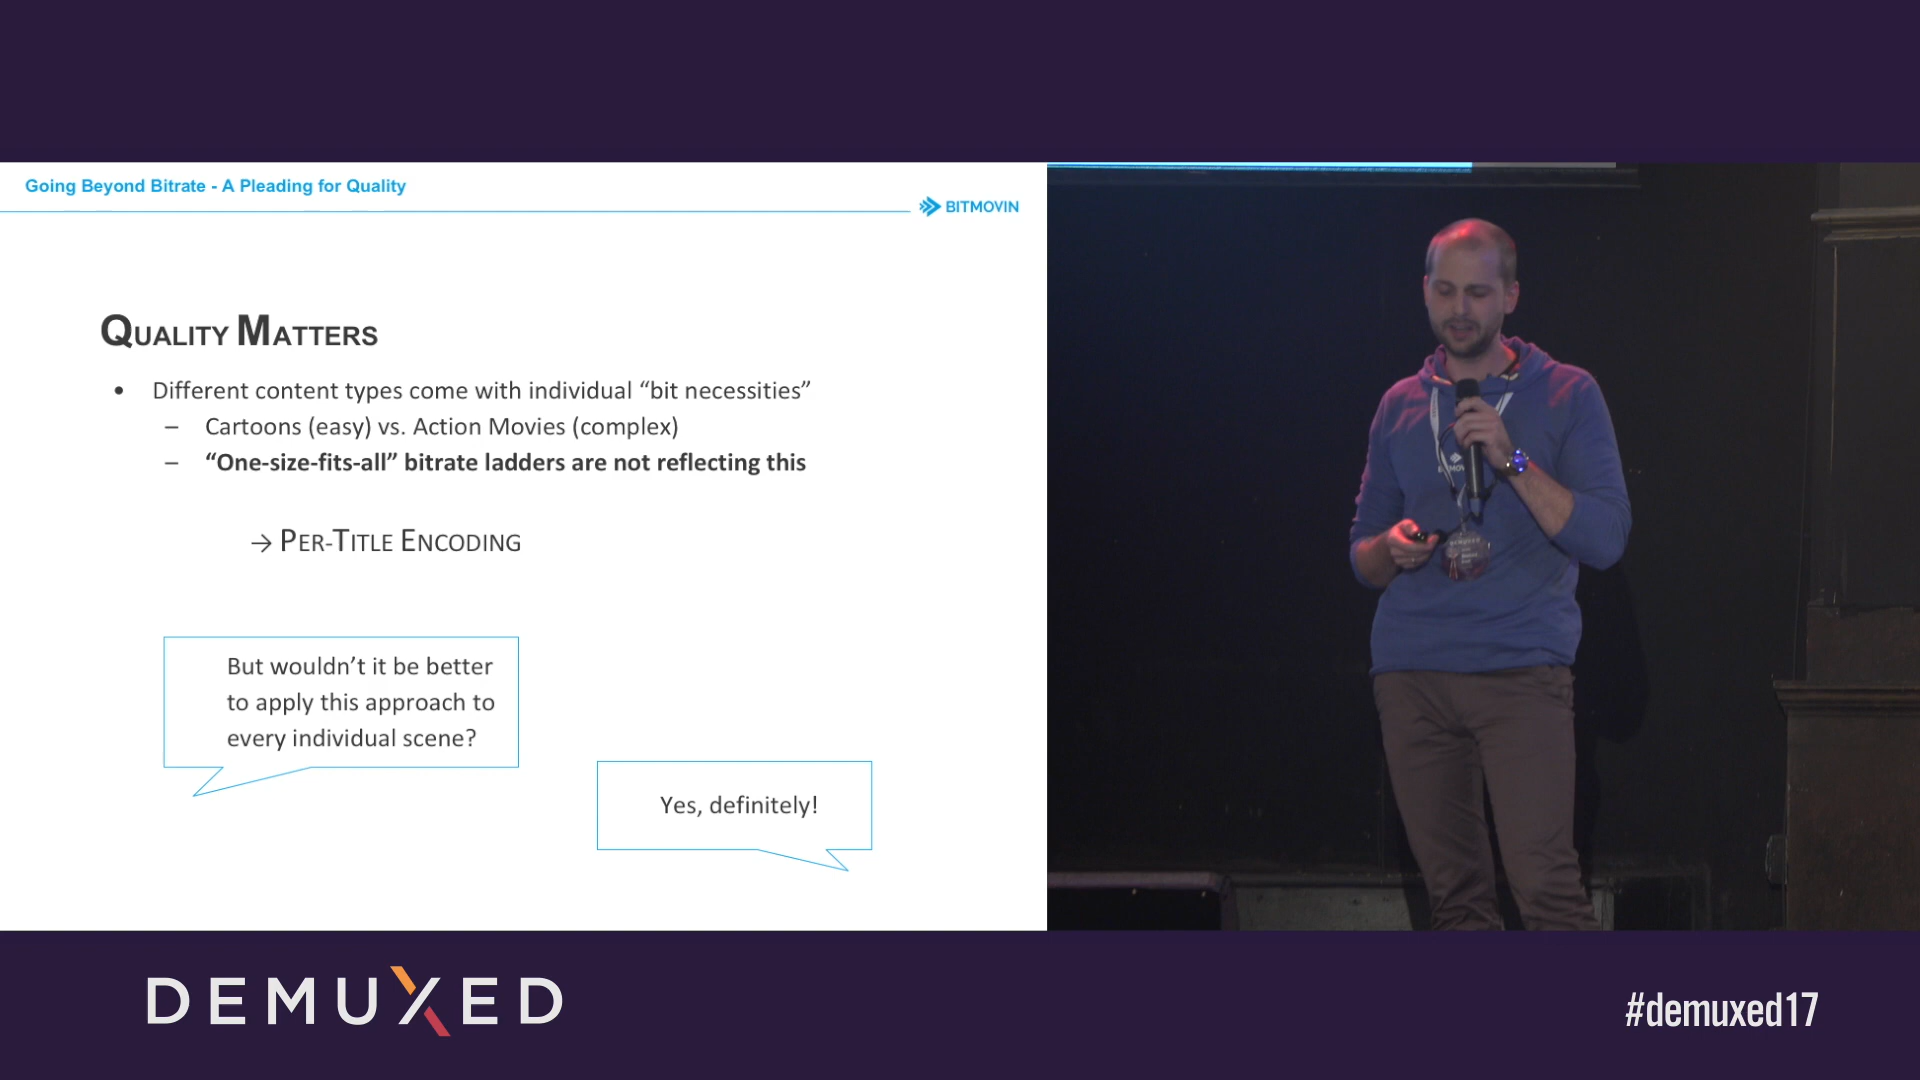 Going Beyond Bitrate - A Pleading for Quality
BITMOVIN
QUALITY MATTERS
• Different content types come with individual “bit necessities”
– Cartoons (easy) vs. Action Movies (complex)
– “One-size-fits-all” bitrate ladders are not reflecting this
→ PER-TITLE ENCODING
But wouldn’t it be better
to apply this approach to
every individual scene?
Yes, definitely!
DEMUXED
#demuxed17